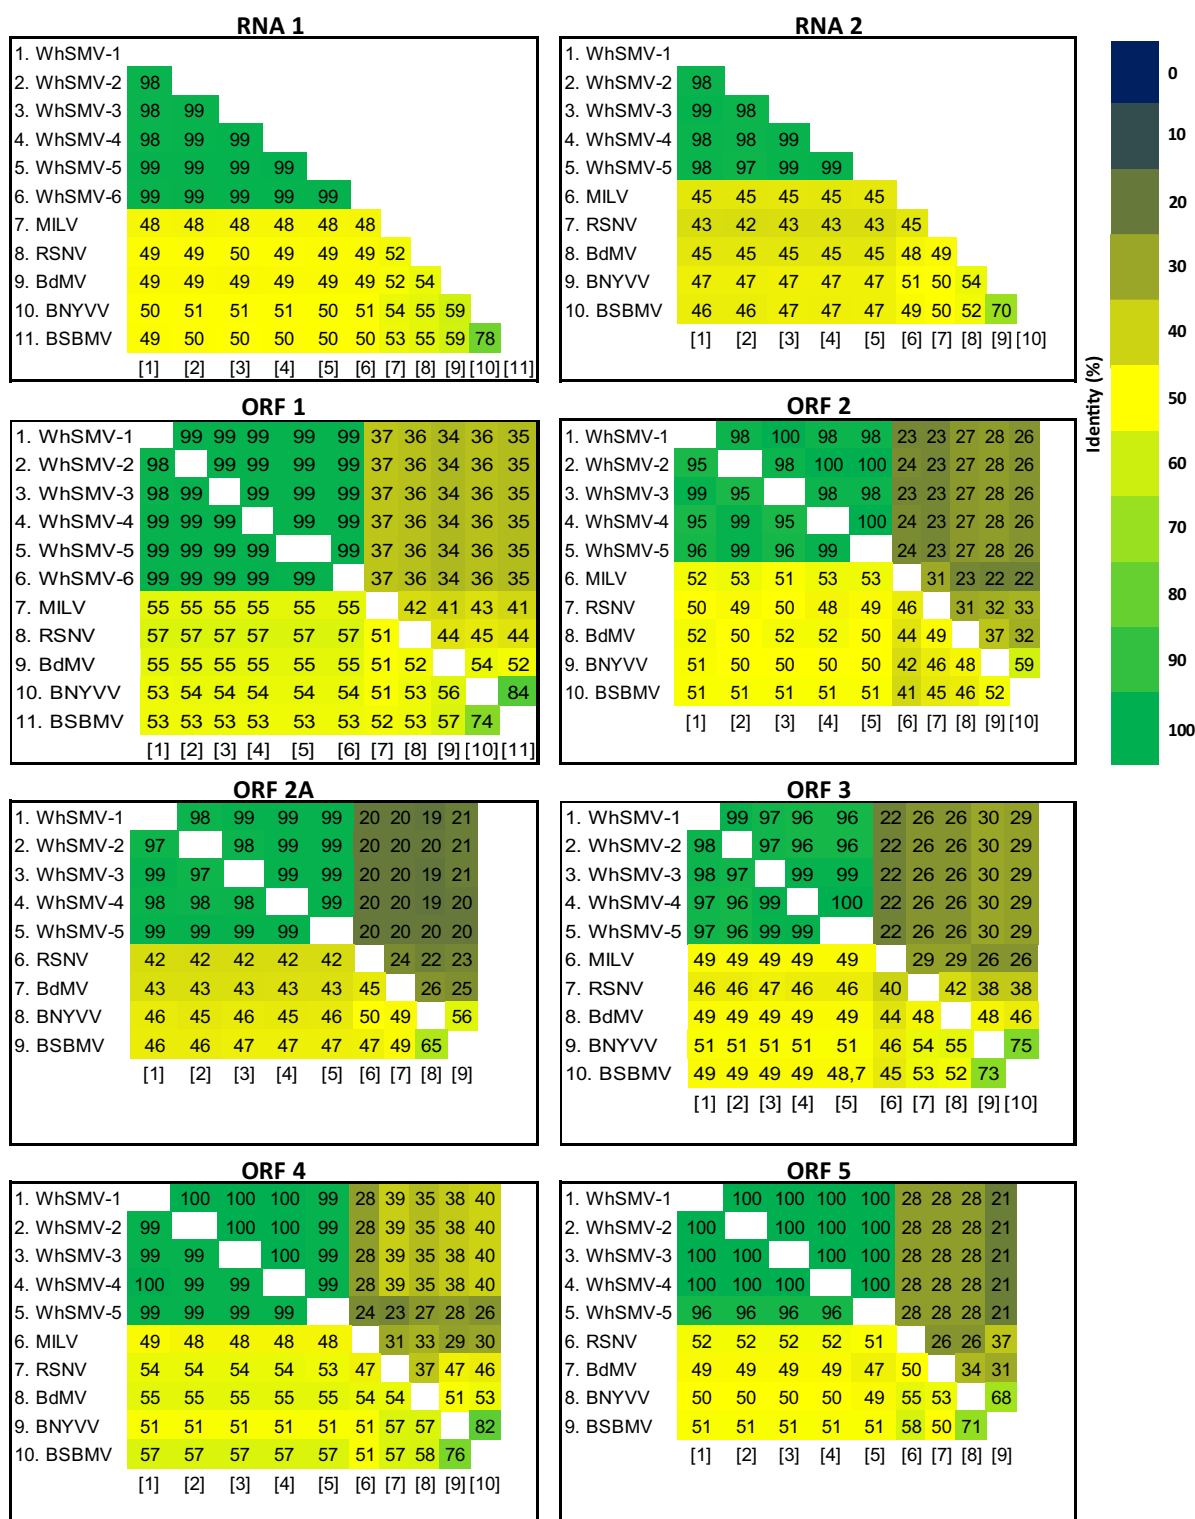 RNA 1
1. WhSMV-1
2. WhSMV-2 98
3. WhSMV-3 98 99
4. WhSMV-4 98 99 99
5. WhSMV-5 99 99 99 99
6. WhSMV-6 99 99 99 99 99
7. MILV 48 48 48 48 48 48
8. RSNV 49 49 50 49 49 49 52
9. BdMV 49 49 49 49 49 49 52 54
10. BNYVV 50 51 51 51 50 51 54 55 59
11. BSBMV 49 50 50 50 50 50 53 55 59 78
[1] [2] [3] [4] [5] [6] [7] [8] [9] [10] [11]
RNA 2
1. WhSMV-1
2. WhSMV-2 98
3. WhSMV-3 99 98
4. WhSMV-4 98 98 99
5. WhSMV-5 98 97 99 99
6. MILV 45 45 45 45 45
7. RSNV 43 42 43 43 43 45
8. BdMV 45 45 45 45 45 48 49
9. BNYVV 47 47 47 47 47 51 50 54
10. BSBMV 46 46 47 47 47 49 50 52 70
[1] [2] [3] [4] [5] [6] [7] [8] [9] [10]
ORF 1
1. WhSMV-1 99 99 99 99 99 37 36 34 36 35
2. WhSMV-2 98 99 99 99 99 37 36 34 36 35
3. WhSMV-3 98 99 99 99 99 37 36 34 36 35
4. WhSMV-4 99 99 99 99 99 37 36 34 36 35
5. WhSMV-5 99 99 99 99 99 37 36 34 36 35
6. WhSMV-6 99 99 99 99 99 37 36 34 36 35
7. MILV 55 55 55 55 55 55 42 41 43 41
8. RSNV 57 57 57 57 57 57 51 44 45 44
9. BdMV 55 55 55 55 55 55 51 52 54 52
10. BNYVV 53 54 54 54 54 54 51 53 56 84
11. BSBMV 53 53 53 53 53 53 52 53 57 74
[1] [2] [3] [4] [5] [6] [7] [8] [9] [10] [11]
ORF 2
1. WhSMV-1 98 100 98 98 23 23 27 28 26
2. WhSMV-2 95 98 100 100 24 23 27 28 26
3. WhSMV-3 99 95 98 98 23 23 27 28 26
4. WhSMV-4 95 99 95 100 24 23 27 28 26
5. WhSMV-5 96 99 96 99 24 23 27 28 26
6. MILV 52 53 51 53 53 31 23 22 22
7. RSNV 50 49 50 48 49 46 31 32 33
8. BdMV 52 50 52 52 50 44 49 37 32
9. BNYVV 51 50 50 50 50 42 46 48 59
10. BSBMV 51 51 51 51 51 41 45 46 52
[1] [2] [3] [4] [5] [6] [7] [8] [9] [10]
Identity (%)
0
10
20
30
40
50
60
70
80
90
100
ORF 2A
1. WhSMV-1 98 99 99 99 20 20 19 21
2. WhSMV-2 97 98 99 99 20 20 20 21
3. WhSMV-3 99 97 99 99 20 20 19 21
4. WhSMV-4 98 98 98 99 20 20 19 20
5. WhSMV-5 99 99 99 99 20 20 20 20
6. RSNV 42 42 42 42 42 24 22 23
7. BdMV 43 43 43 43 43 45 26 25
8. BNYVV 46 45 46 45 46 50 49 56
9. BSBMV 46 46 47 47 47 47 49 65
[1] [2] [3] [4] [5] [6] [7] [8] [9]
ORF 3
1. WhSMV-1 99 97 96 96 22 26 26 30 29
2. WhSMV-2 98 97 96 96 22 26 26 30 29
3. WhSMV-3 98 97 99 99 22 26 26 30 29
4. WhSMV-4 97 96 99 100 22 26 26 30 29
5. WhSMV-5 97 96 99 99 22 26 26 30 29
6. MILV 49 49 49 49 49 29 29 26 26
7. RSNV 46 46 47 46 46 40 42 38 38
8. BdMV 49 49 49 49 49 44 48 48 46
9. BNYVV 51 51 51 51 51 46 54 55 75
10. BSBMV 49 49 49 49 48,7 45 53 52 73
[1] [2] [3] [4] [5] [6] [7] [8] [9] [10]
ORF 4
1. WhSMV-1 100 100 100 99 28 39 35 38 40
2. WhSMV-2 99 100 100 99 28 39 35 38 40
3. WhSMV-3 99 99 100 99 28 39 35 38 40
4. WhSMV-4 100 99 99 99 28 39 35 38 40
5. WhSMV-5 99 99 99 99 24 23 27 28 26
6. MILV 49 48 48 48 48 31 33 29 30
7. RSNV 54 54 54 54 53 47 37 47 46
8. BdMV 55 55 55 55 55 54 54 51 53
9. BNYVV 51 51 51 51 51 51 57 57 82
10. BSBMV 57 57 57 57 57 51 57 58 76
[1] [2] [3] [4] [5] [6] [7] [8] [9] [10]
ORF 5
1. WhSMV-1 100 100 100 100 28 28 28 21
2. WhSMV-2 100 100 100 100 28 28 28 21
3. WhSMV-3 100 100 100 100 28 28 28 21
4. WhSMV-4 100 100 100 100 28 28 28 21
5. WhSMV-5 96 96 96 96 28 28 28 21
6. RSNV 52 52 52 52 51 26 26 37
7. BdMV 49 49 49 49 47 50 34 31
8. BNYVV 50 50 50 50 49 55 53 68
9. BSBMV 51 51 51 51 51 58 50 71
[1] [2] [3] [4] [5] [6] [7] [8] [9]